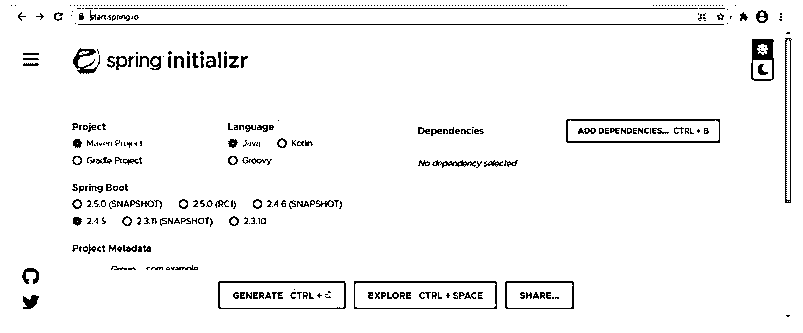 start.spring.io
spring initializr
Project
Maven Project
Gradle Project
Language
Java Kotlin
Groovy
Spring Boot
2.5.0 (SNAPSHOT) 2.5.0 (RC1) 2.4.6 (SNAPSHOT)
2.4.5 2.3.11 (SNAPSHOT) 2.3.10
Project Metadata
Group com.example
Dependencies
ADD DEPENDENCIES... CTRL + B
No dependency selected
GENERATE CTRL +
EXPLORE CTRL + SPACE
SHARE...